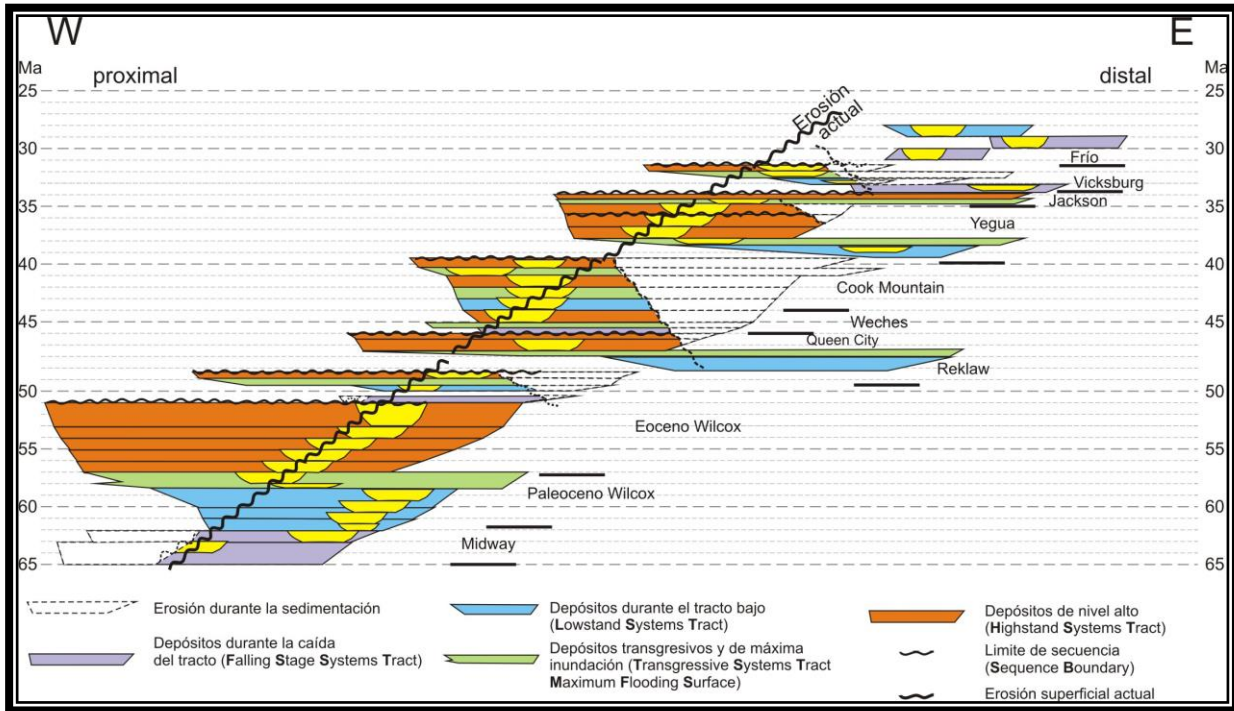 W
E
Ma
proximal
distal
Ma
25
25
Erosión
actual
30
30
Frío
Vicksburg
Jackson
35
35
Yegua
40
40
Cook Mountain
Weches
45
45
Queen City
Reklaw
50
50
Eoceno Wilcox
55
55
Paleoceno Wilcox
60
60
Midway
65
65
Erosión durante la sedimentación
Depósitos durante la caída
del tracto (Falling Stage Systems Tract)
Depósitos durante el tracto bajo
(Lowstand Systems Tract)
Depósitos transgresivos y de máxima
inundación (Transgressive Systems Tract
Maximum Flooding Surface)
Depósitos de nivel alto
(Highstand Systems Tract)
Limite de secuencia
(Sequence Boundary)
Erosión superficial actual